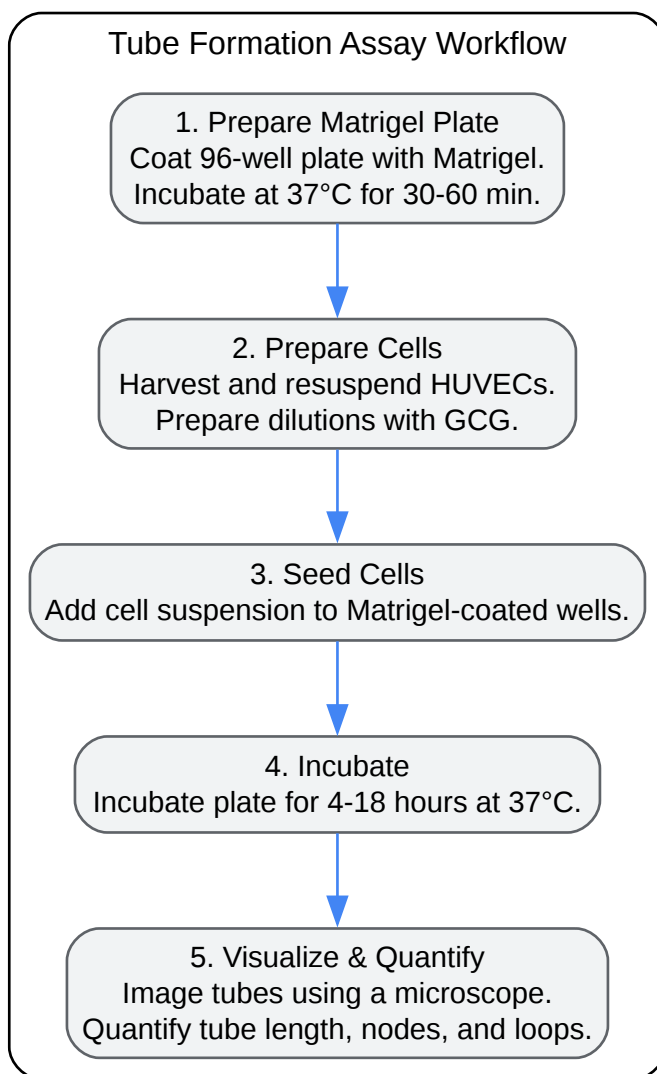 Tube Formation Assay Workflow
1. Prepare Matrigel Plate
Coat 96-well plate with Matrigel.
Incubate at 37°C for 30-60 min.
2. Prepare Cells
Harvest and resuspend HUVECs.
Prepare dilutions with GCG.
3. Seed Cells
Add cell suspension to Matrigel-coated wells.
4. Incubate
Incubate plate for 4-18 hours at 37°C.
5. Visualize & Quantify
Image tubes using a microscope.
Quantify tube length, nodes, and loops.